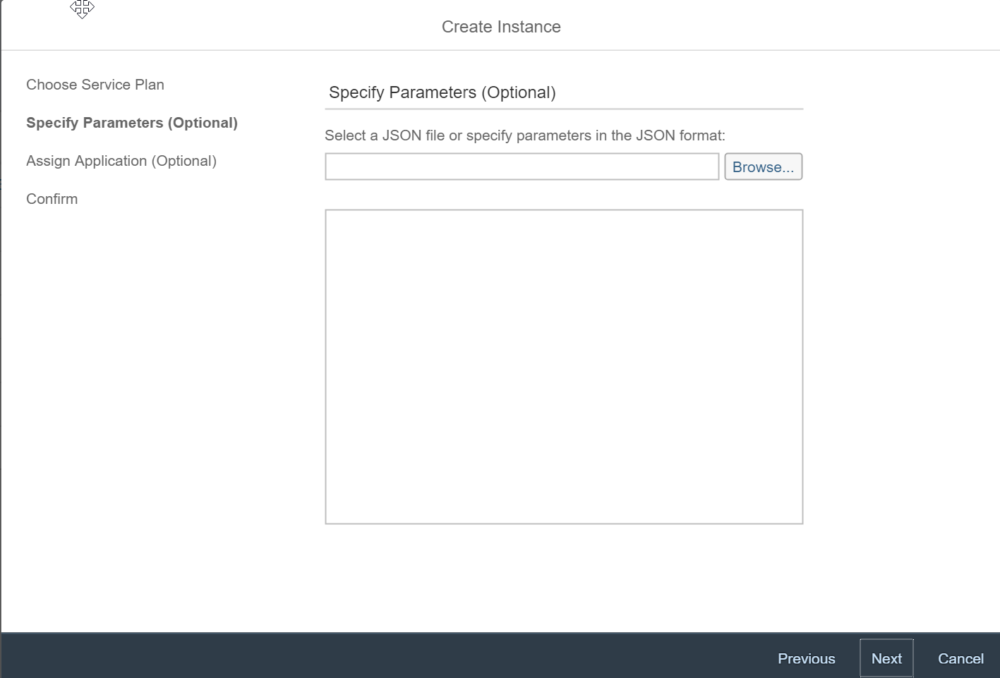 Create Instance
Choose Service Plan
Specify Parameters (Optional)
Assign Application (Optional)
Confirm
Specify Parameters (Optional)
Select a JSON file or specify parameters in the JSON format:
Browse...
Previous
Next
Cancel